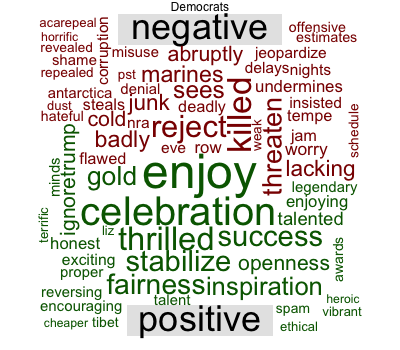 Democrats
negative
acarepeal offensive
horrific corruption estimates
revealed misuse abruptly jeopardize
shame marines delays nights
repealed pst
antarctica denial sees undermines
dust steals junk deadly killed insisted
hateful cold nra reject weak threaten tempe schedule
badly jam
flawed eve row worry
ignoretrump minds gold enjoy lacking
legendary
celebration enjoying
terrific talented
honest liz thrilled success
exciting stabilize openness awards
proper
reversing fairness inspiration
encouraging talent spam heroic
cheaper tibet vibrant
positive ethical